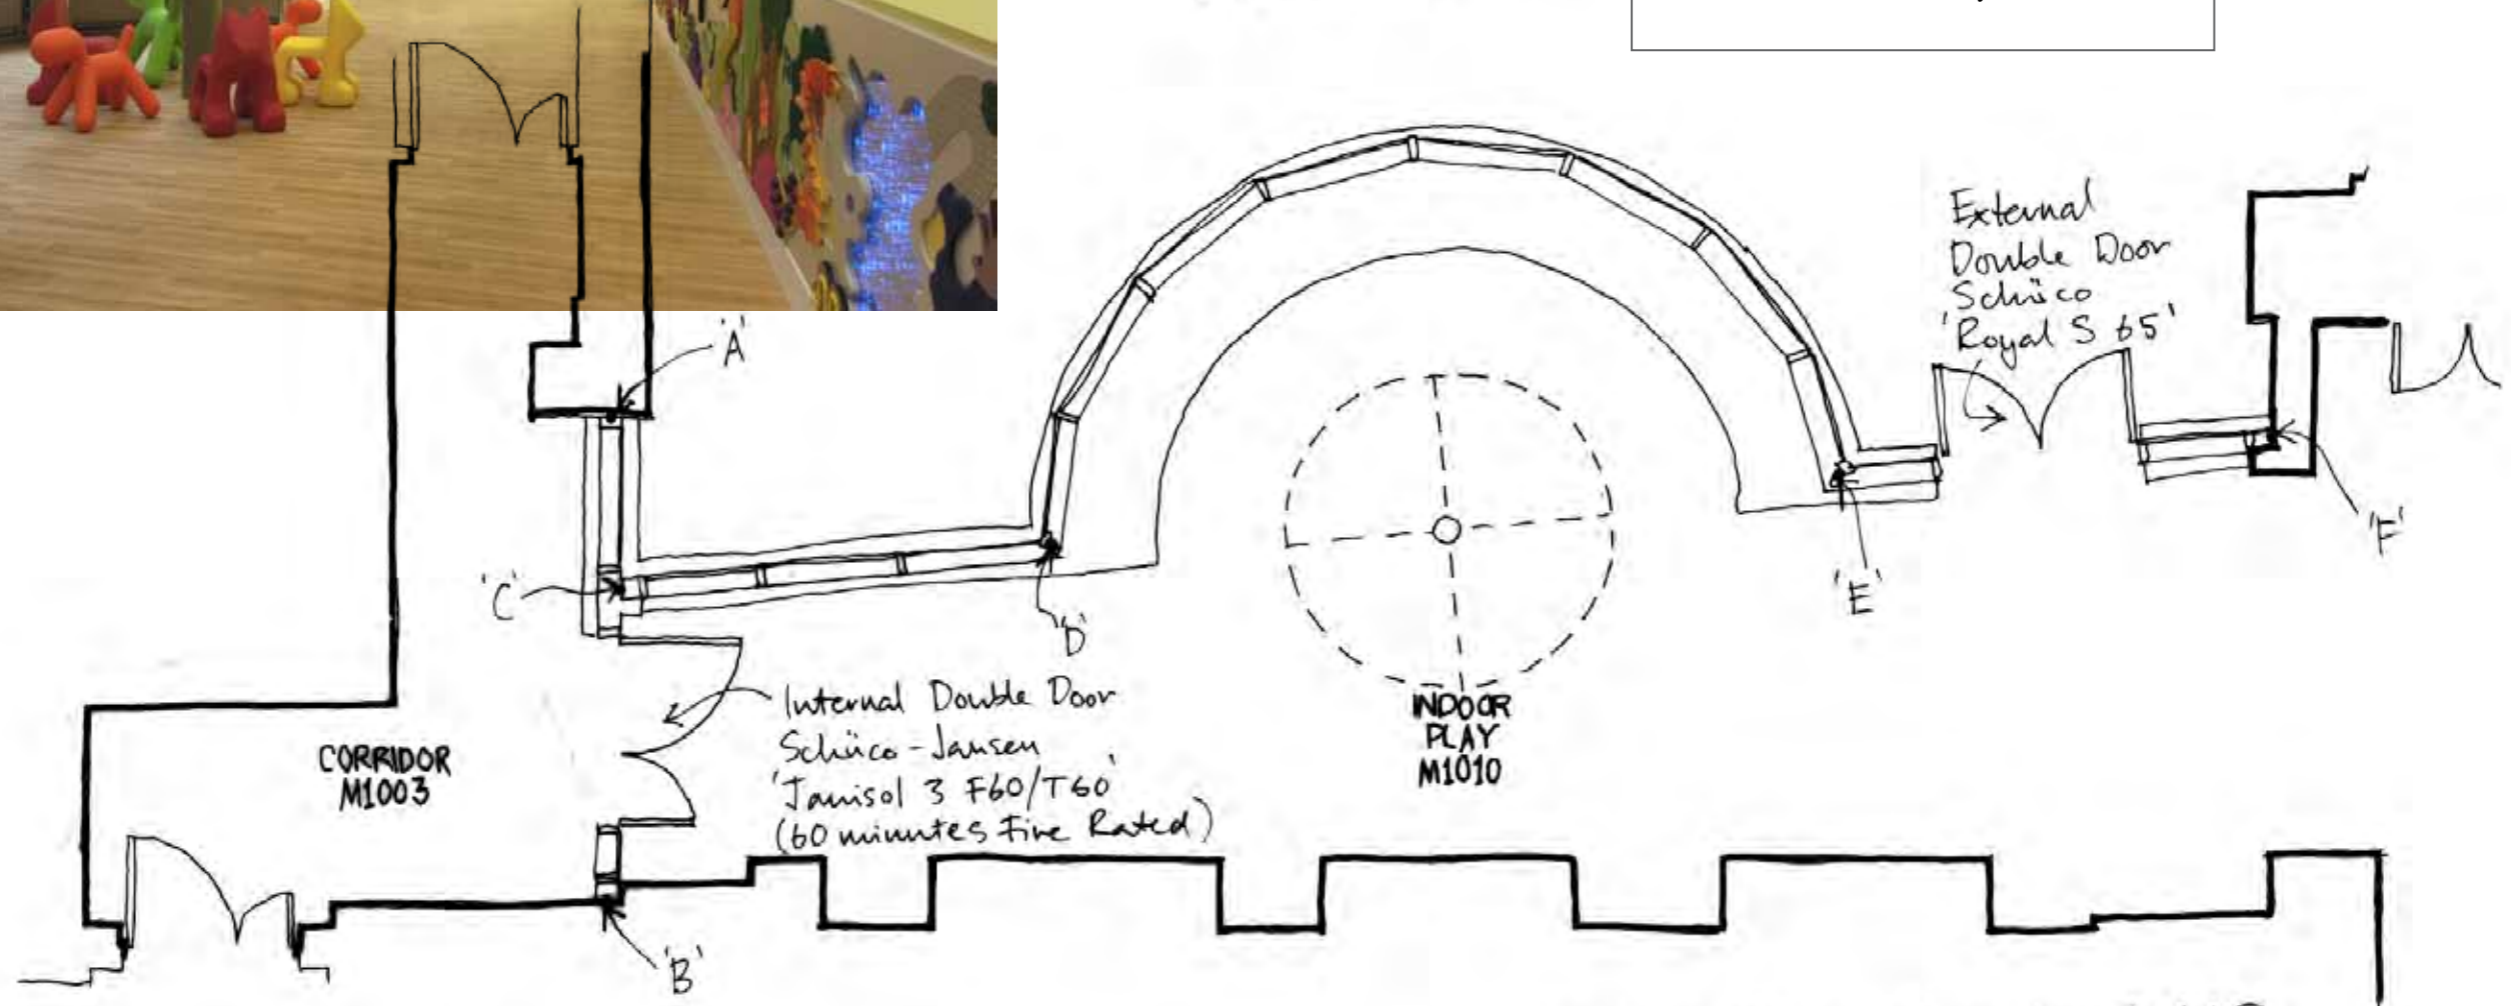 External
Double Door
Schüco
'Royal S 65'
'A'
'C'
'D'
'E'
'F'
Internal Double Door
Schüco-Jansen
'Janisol 3 F60/T60'
(60 minutes Fire Rated)
INDOOR
PLAY
M1010
CORRIDOR
M1003
'B'